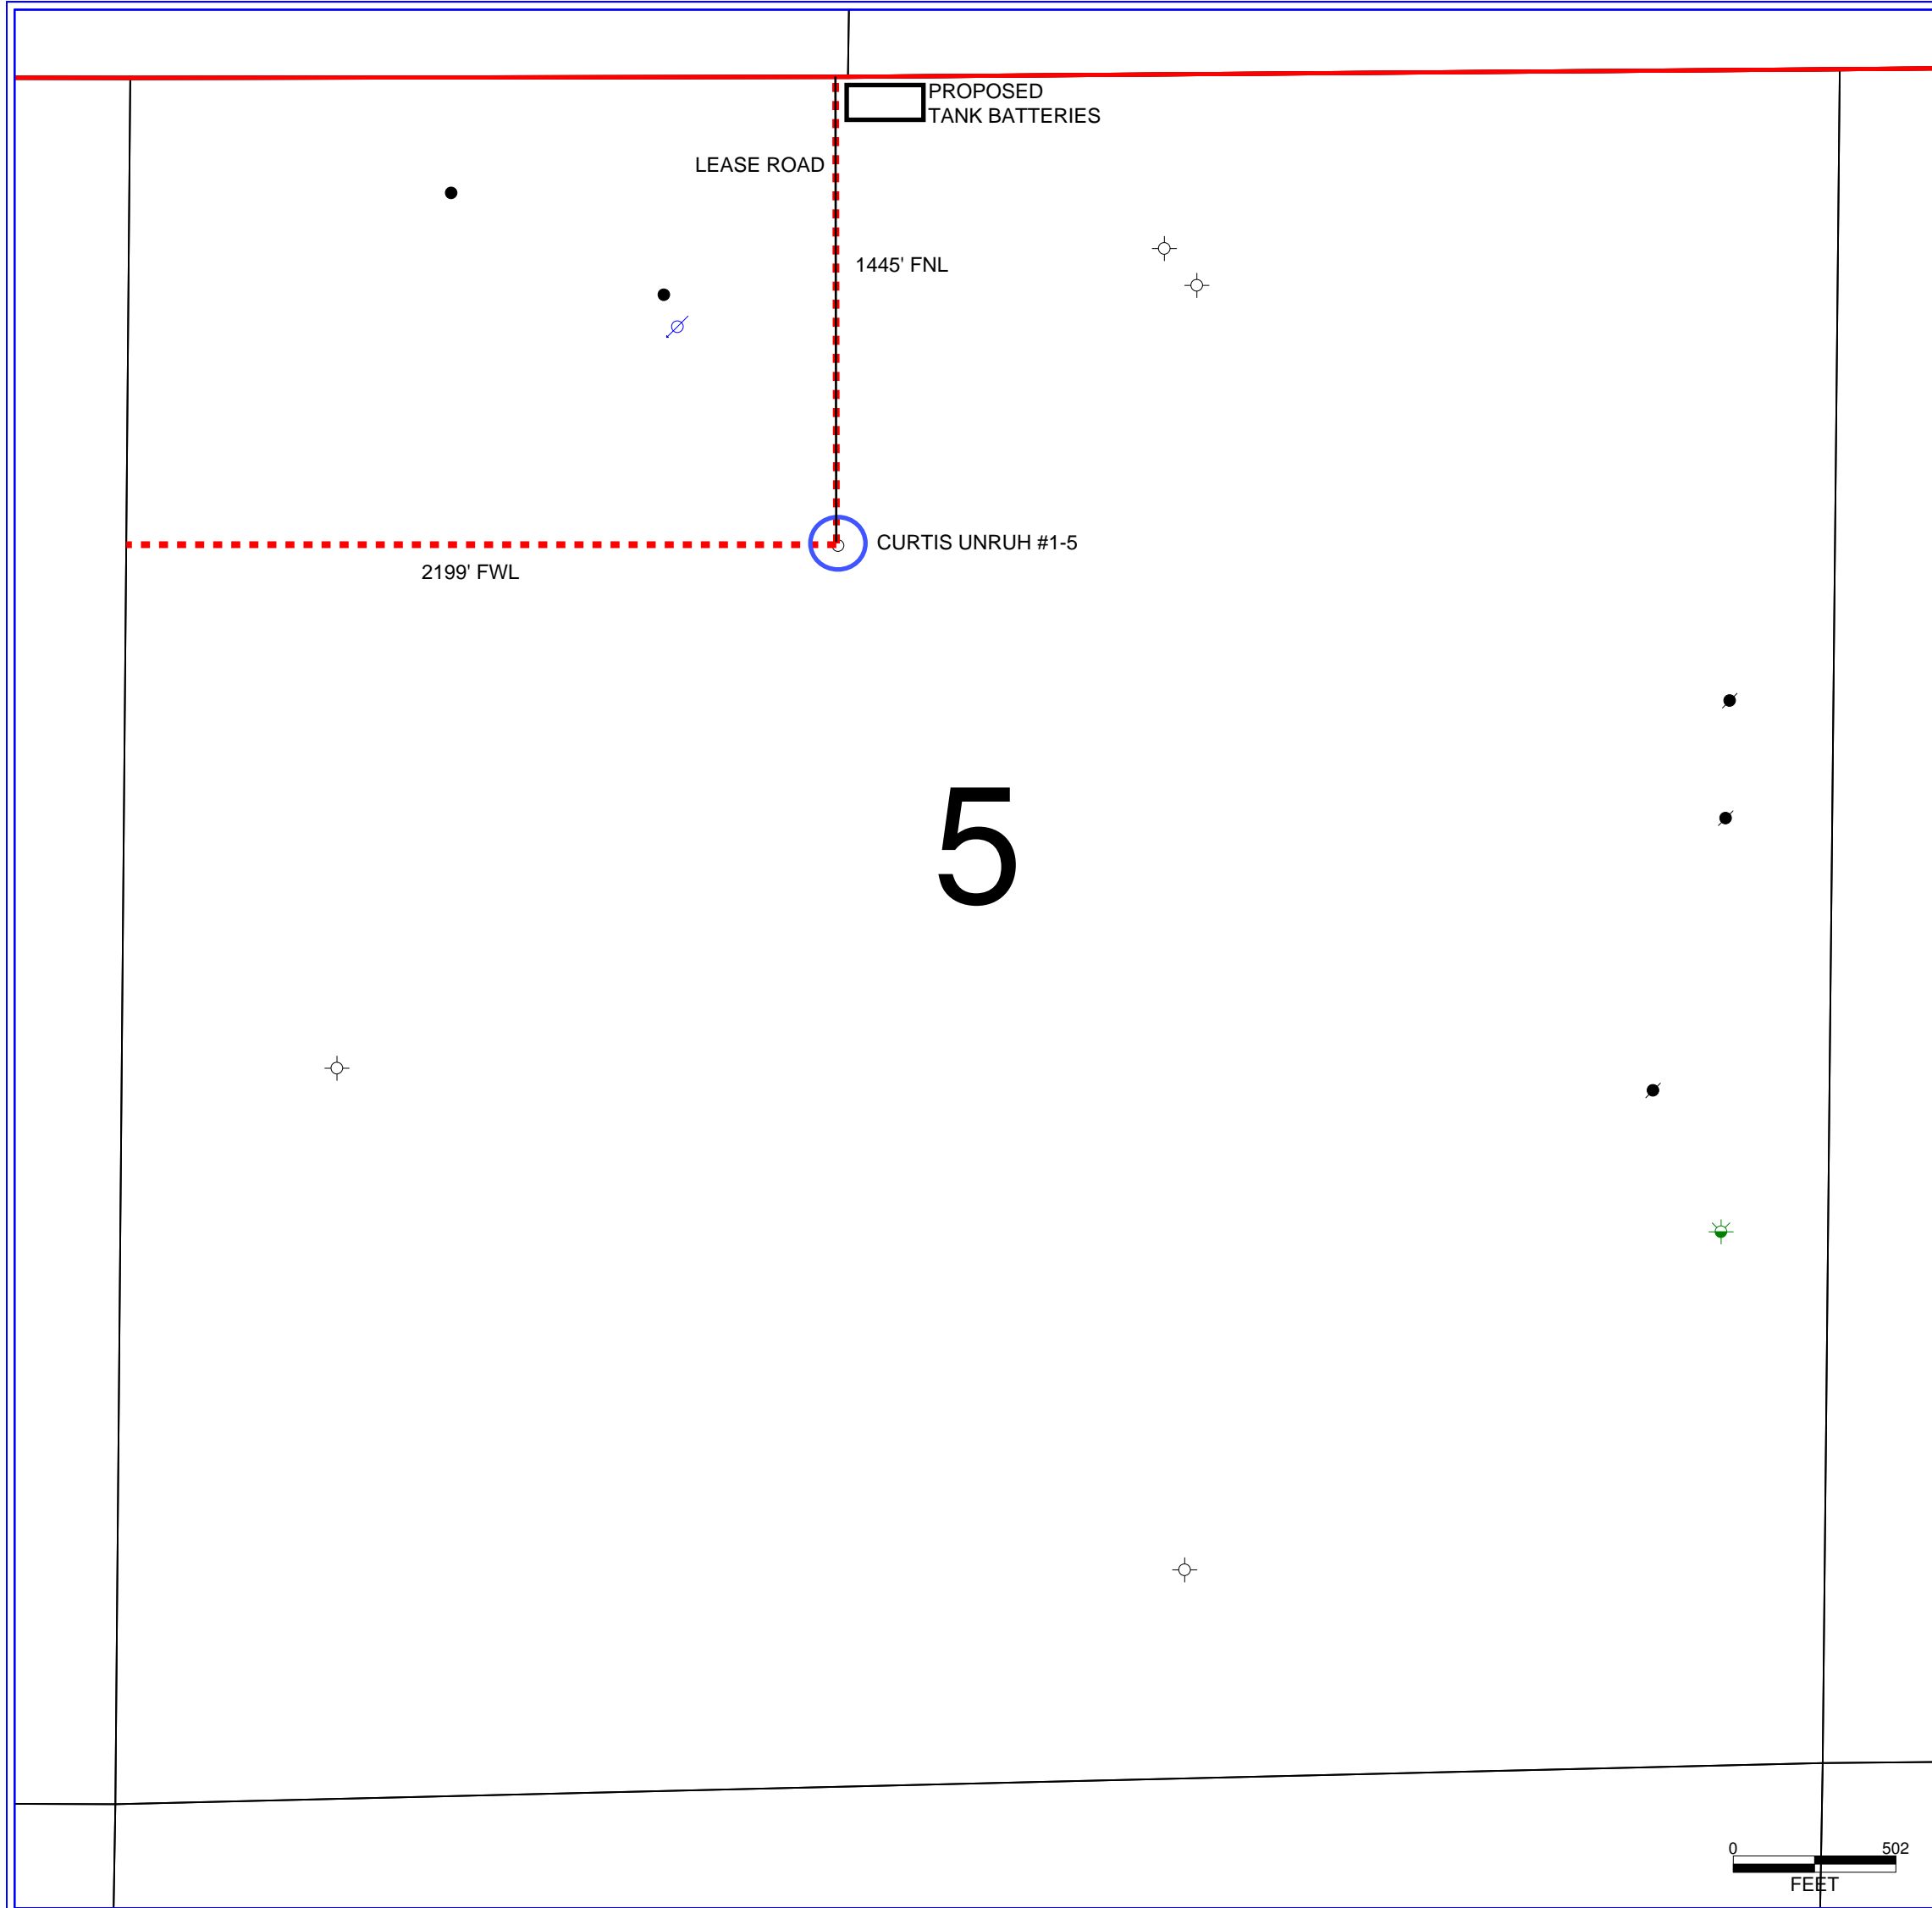 PROPOSED
TANK BATTERIES
LEASE ROAD
1445' FNL
CURTIS UNRUH #1-5
2199' FWL
5
0 502
FEET